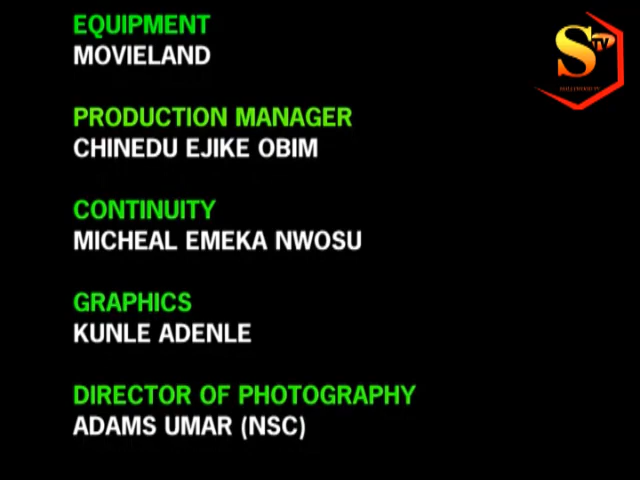 EQUIPMENT
MOVIELAND
PRODUCTION MANAGER
CHINEDU EJIKE OBIM
CONTINUITY
MICHEAL EMEKA NWOSU
GRAPHICS
KUNLE ADENLE
DIRECTOR OF PHOTOGRAPHY
ADAMS UMAR (NSC)
S TV